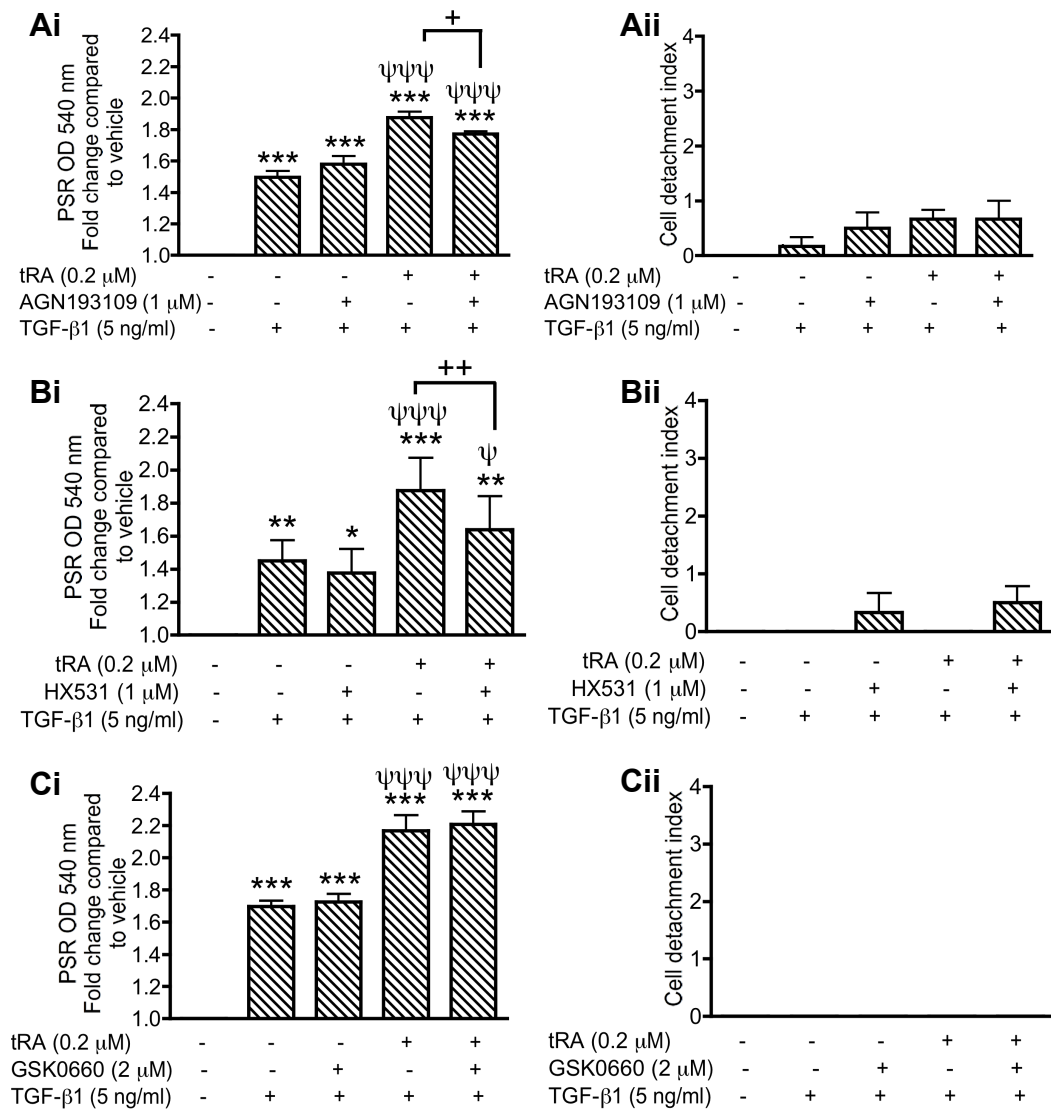 Ai
PSR OD 540 nm
Fold change compared
to vehicle
2.4
2.2
2.0
1.8
1.6
1.4
1.2
1.0
***
***
ψψψ
***
+
ψψψ
***
tRA (0.2 μM) - - - + +
AGN193109 (1 μM) - - + - +
TGF-β1 (5 ng/ml) - + + + +
Aii
Cell detachment index
4
3
2
1
0
tRA (0.2 μM) - - - + +
AGN193109 (1 μM) - - + - +
TGF-β1 (5 ng/ml) - + + + +
Bi
PSR OD 540 nm
Fold change compared
to vehicle
2.4
2.2
2.0
1.8
1.6
1.4
1.2
1.0
**
*
ψψψ
***
++
ψ
**
tRA (0.2 μM) - - - + +
HX531 (1 μM) - - + - +
TGF-β1 (5 ng/ml) - + + + +
Bii
Cell detachment index
4
3
2
1
0
tRA (0.2 μM) - - - + +
HX531 (1 μM) - - + - +
TGF-β1 (5 ng/ml) - + + + +
Ci
PSR OD 540 nm
Fold change compared
to vehicle
2.4
2.2
2.0
1.8
1.6
1.4
1.2
1.0
***
***
ψψψ
***
ψψψ
***
tRA (0.2 μM) - - - + +
GSK0660 (2 μM) - - + - +
TGF-β1 (5 ng/ml) - + + + +
Cii
Cell detachment index
4
3
2
1
0
tRA (0.2 μM) - - - + +
GSK0660 (2 μM) - - + - +
TGF-β1 (5 ng/ml) - + + + +